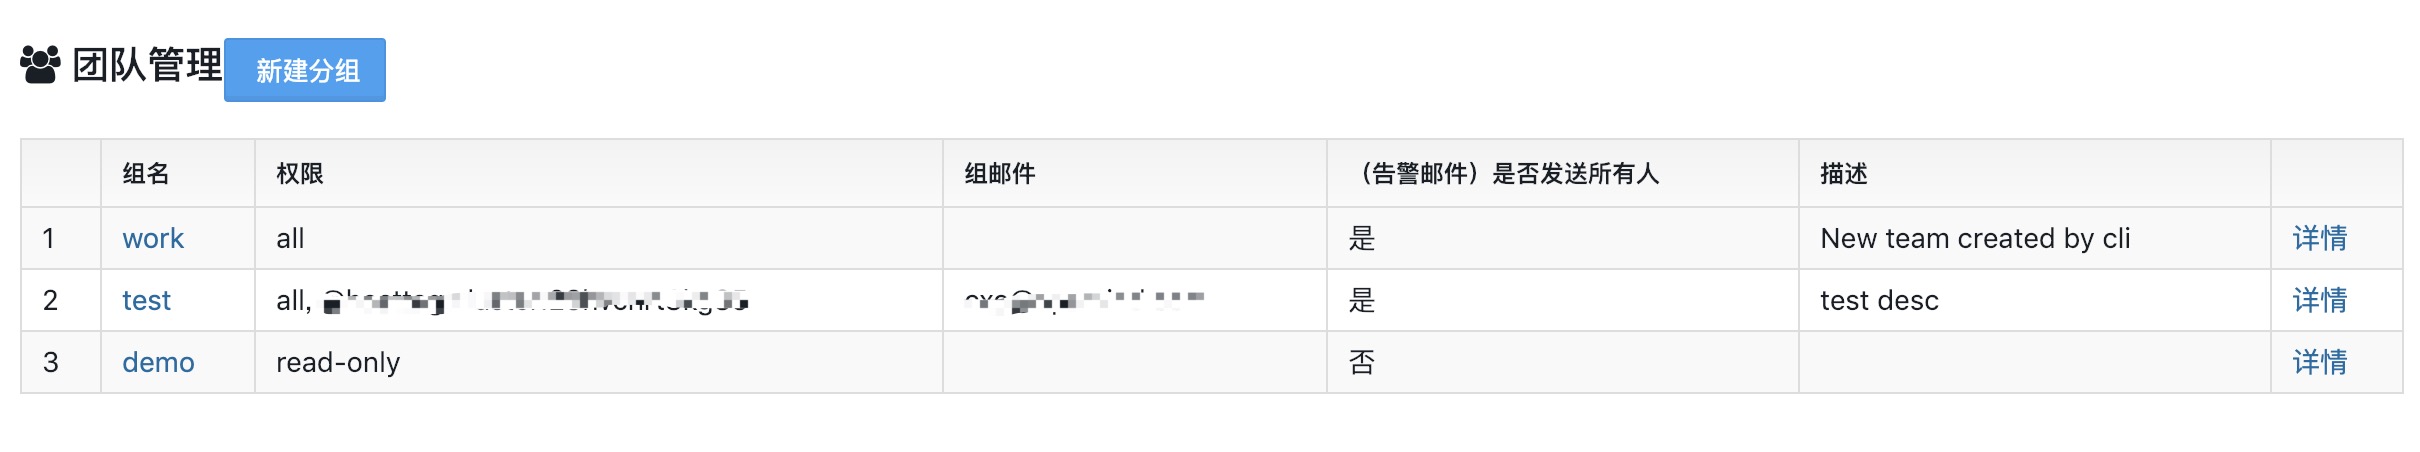 团队管理 新建分组
组名 权限 组邮件 （告警邮件）是否发送所有人 描述
1 work all 是 New team created by cli 详情
2 test all, 是 test desc 详情
3 demo read-only 否 详情